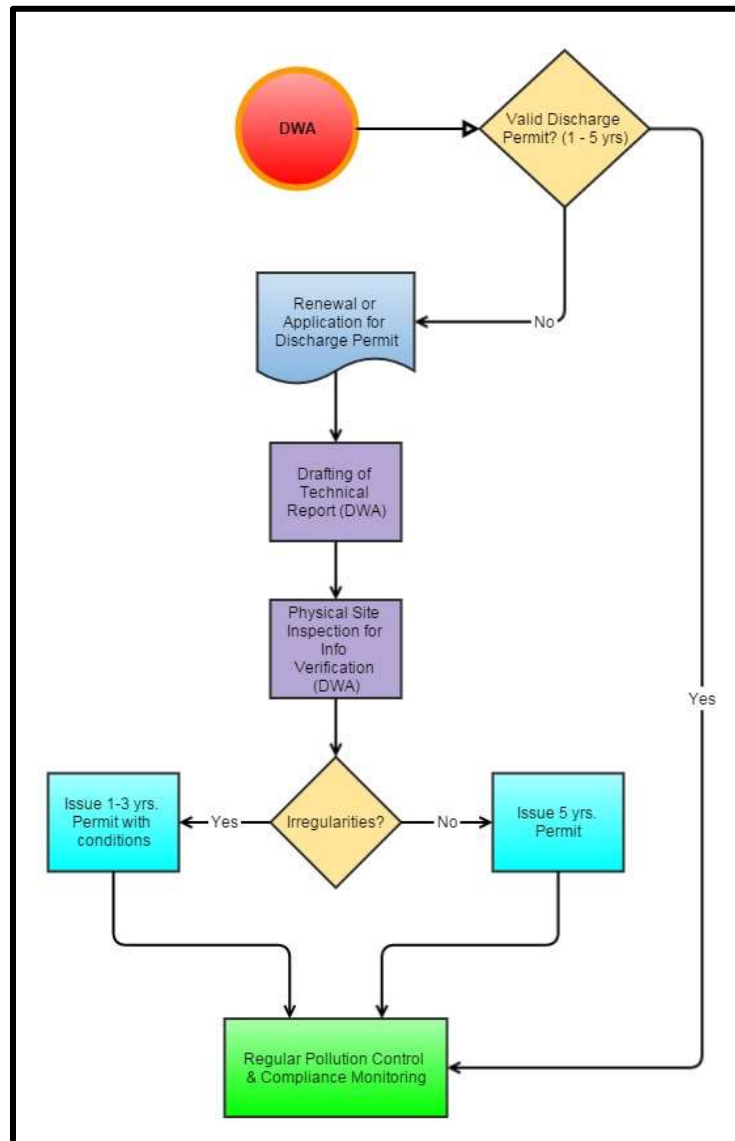 DWA
Valid Discharge
Permit? (1 - 5 yrs)
Renewal or
Application for
Discharge Permit
No
Drafting of
Technical
Report (DWA)
Physical Site
Inspection for
Info
Verification
(DWA)
Yes
Issue 1-3 yrs.
Permit with
conditions
Yes
Irregularities?
No
Issue 5 yrs.
Permit
Regular Pollution Control
& Compliance Monitoring